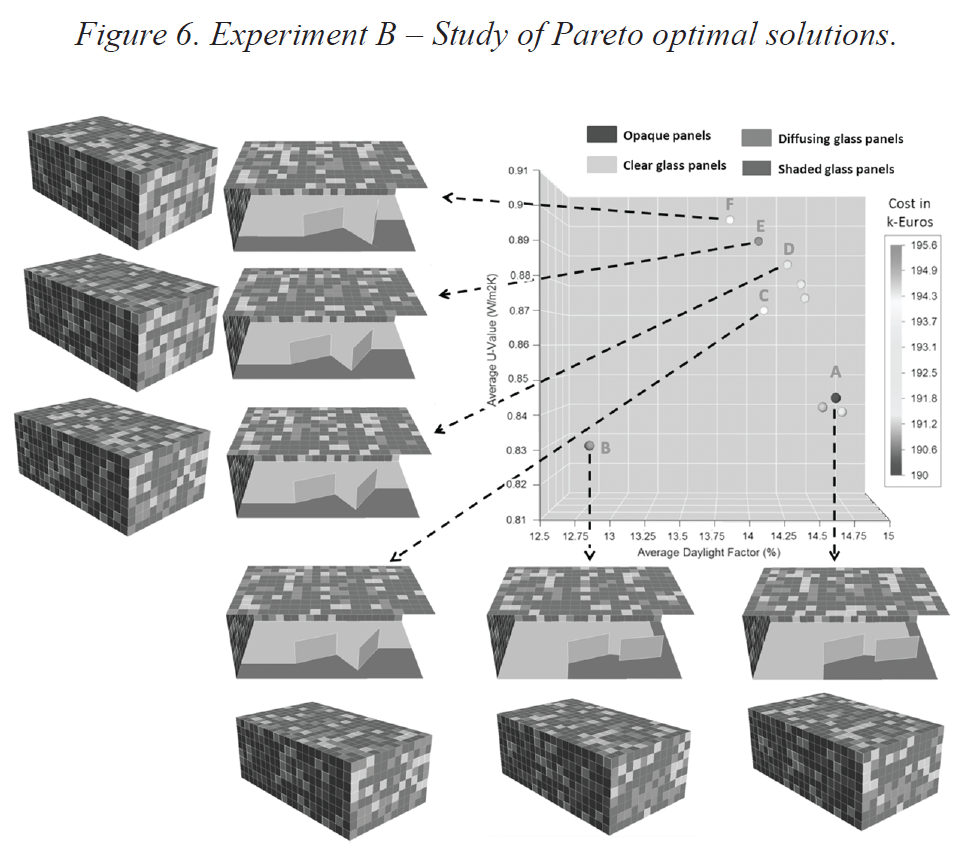 Figure 6. Experiment B – Study of Pareto optimal solutions.
Opaque panels
Diffusing glass panels
Clear glass panels
Shaded glass panels
Cost in
k-Euros
195.6
194.9
194.3
193.7
193.1
192.5
191.8
191.2
190.6
190
Average U-Value (W/m2K)
0.91
0.9
0.89
0.88
0.87
0.86
0.85
0.84
0.83
0.82
0.81
F
E
D
C
A
B
12.5 12.75 13 13.25 13.5 13.75 14 14.25 14.5 14.75 15
Average Daylight Factor (%)